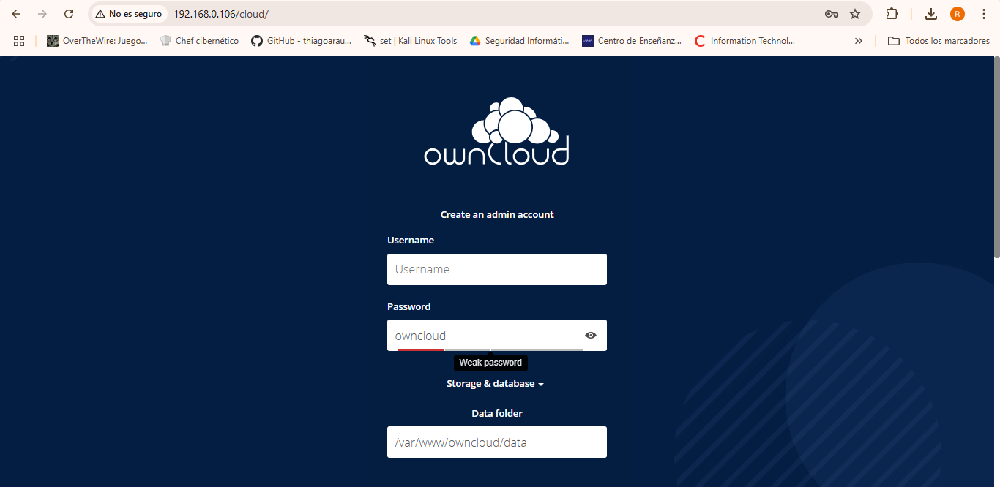 No es seguro 192.168.0.106/cloud/ R
OverTheWire: Juego... Chef cibernético GitHub - thiagoarau... set | Kali Linux Tools Seguridad Informáti... Centro de Enseñanz... Information Technol... » Todos los marcadores
ownCloud
Create an admin account
Username
Username
Password
owncloud
Weak password
Storage & database
Data folder
/var/www/owncloud/data